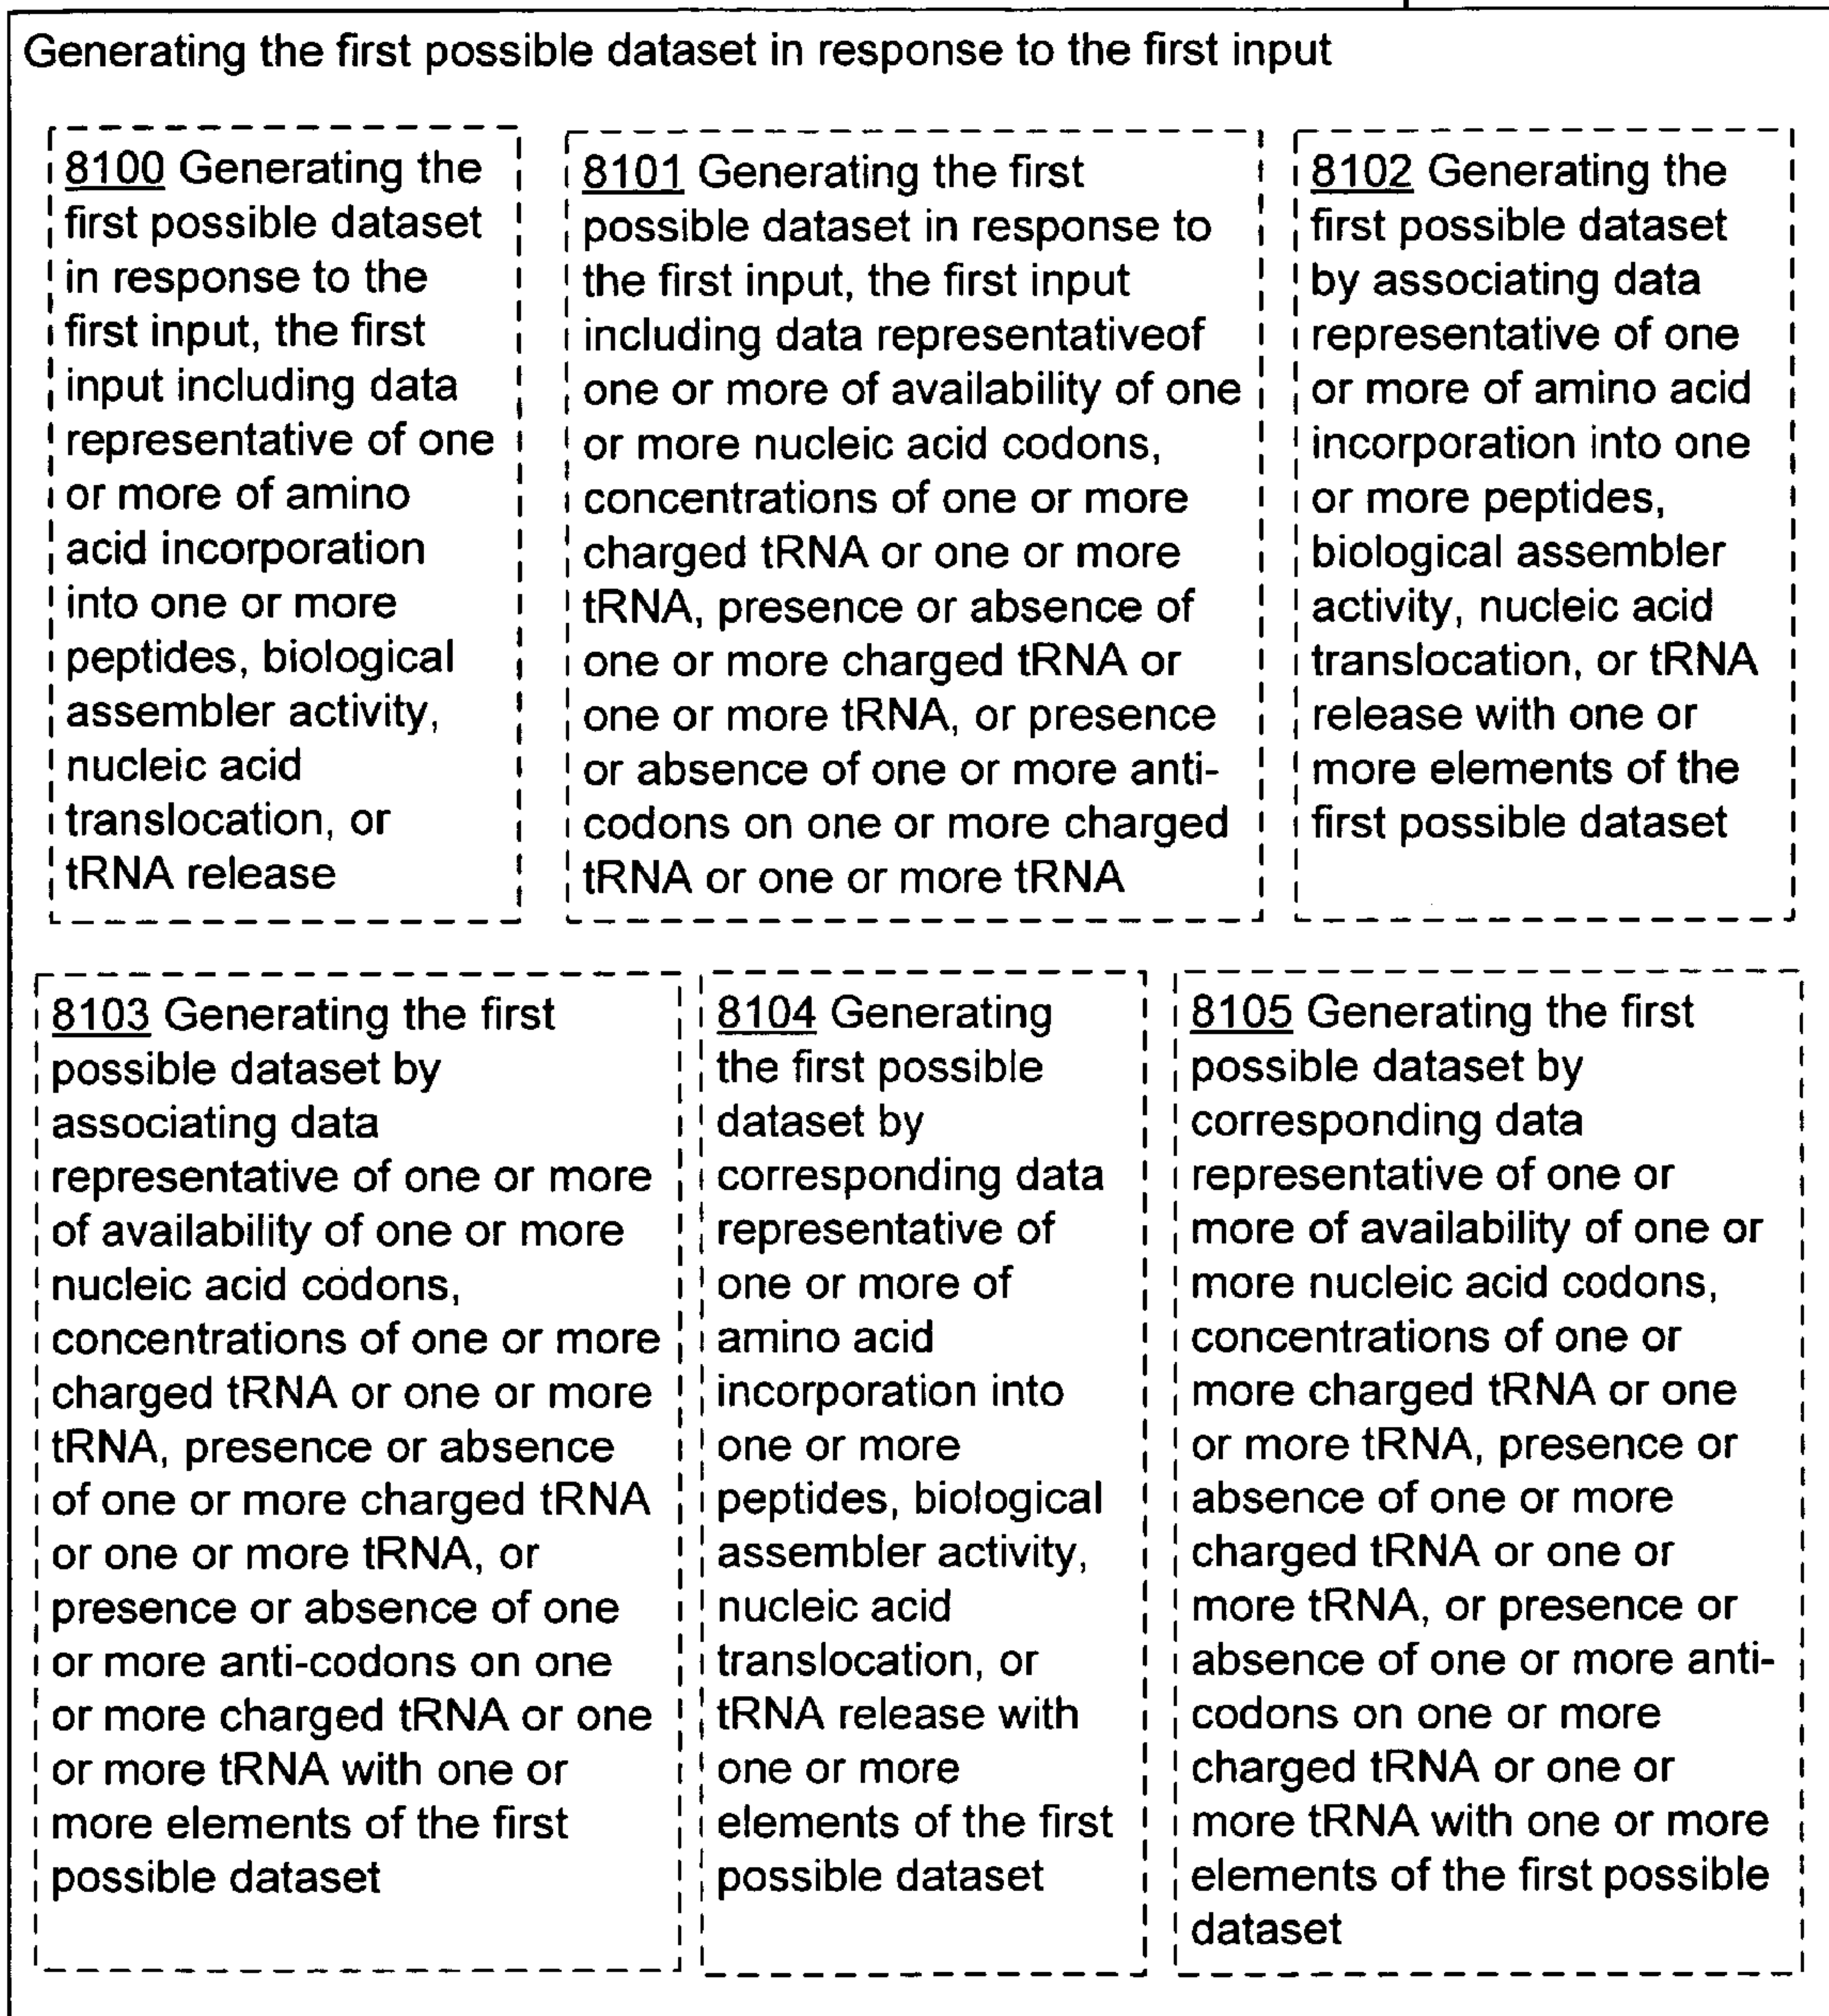 Generating the first possible dataset in response to the first input
8100 Generating the
first possible dataset
in response to the
first input, the first
input including data
representative of one
or more of amino
acid incorporation
into one or more
peptides, biological
assembler activity,
nucleic acid
translocation, or
tRNA release
8101 Generating the first
possible dataset in response to
the first input, the first input
including data representativeof
one or more of availability of one
or more nucleic acid codons,
concentrations of one or more
charged tRNA or one or more
tRNA, presence or absence of
one or more charged tRNA or
one or more tRNA, or presence
or absence of one or more anti-
codons on one or more charged
tRNA or one or more tRNA
8102 Generating the
first possible dataset
by associating data
representative of one
or more of amino acid
incorporation into one
or more peptides,
biological assembler
activity, nucleic acid
translocation, or tRNA
release with one or
more elements of the
first possible dataset
8103 Generating the first
possible dataset by
associating data
representative of one or more
of availability of one or more
nucleic acid codons,
concentrations of one or more
charged tRNA or one or more
tRNA, presence or absence
of one or more charged tRNA
or one or more tRNA, or
presence or absence of one
or more anti-codons on one
or more charged tRNA or one
or more tRNA with one or
more elements of the first
possible dataset
8104 Generating
the first possible
dataset by
corresponding data
representative of
one or more of
amino acid
incorporation into
one or more
peptides, biological
assembler activity,
nucleic acid
translocation, or
tRNA release with
one or more
elements of the first
possible dataset
8105 Generating the first
possible dataset by
corresponding data
representative of one or
more of availability of one or
more nucleic acid codons,
concentrations of one or
more charged tRNA or one
or more tRNA, presence or
absence of one or more
charged tRNA or one or
more tRNA, or presence or
absence of one or more anti-
codons on one or more
charged tRNA or one or
more tRNA with one or more
elements of the first possible
dataset